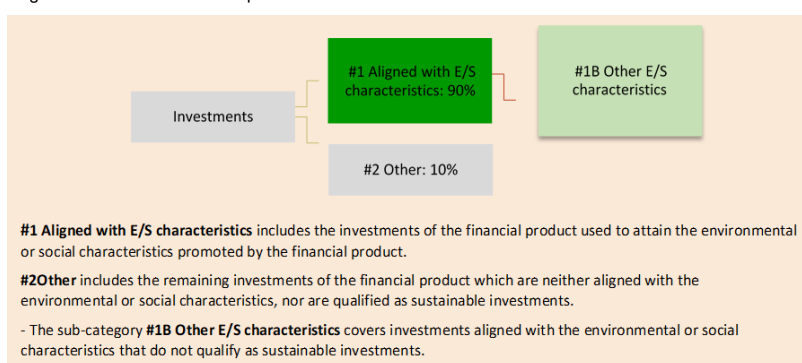 #1 Aligned with E/S
characteristics: 90%
#1B Other E/S
characteristics
Investments
#2 Other: 10%
#1 Aligned with E/S characteristics includes the investments of the financial product used to attain the environmental
or social characteristics promoted by the financial product.
#2Other includes the remaining investments of the financial product which are neither aligned with the
environmental or social characteristics, nor are qualified as sustainable investments.
- The sub-category #1B Other E/S characteristics covers investments aligned with the environmental or social
characteristics that do not qualify as sustainable investments.